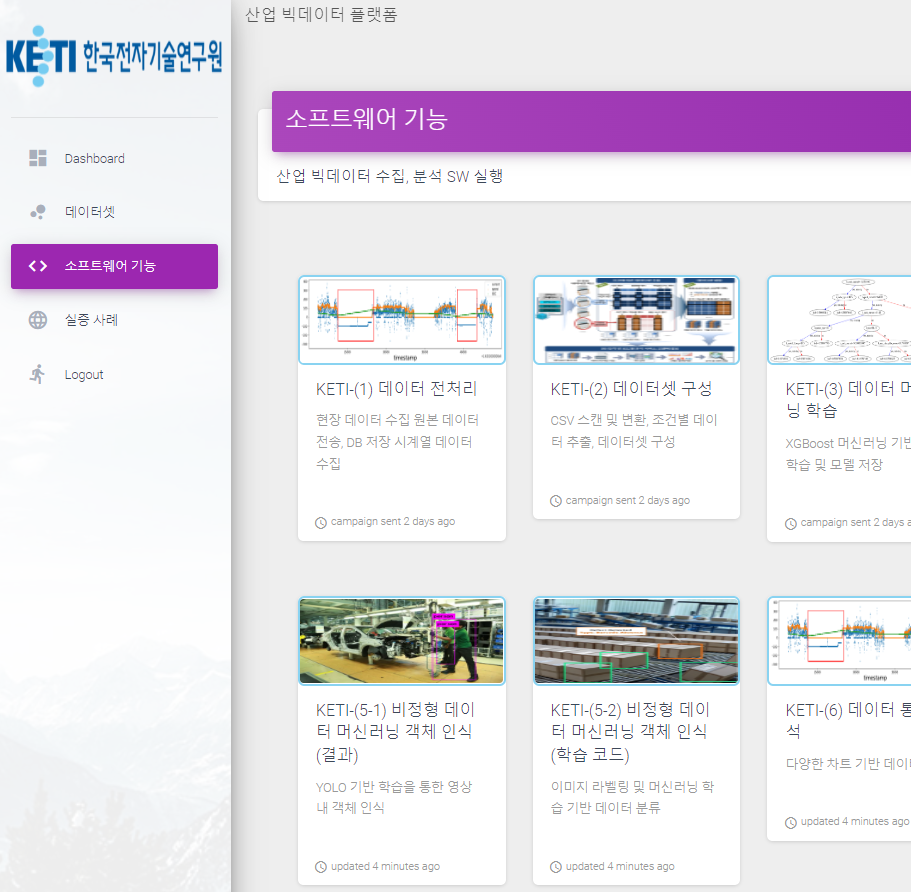 산업 빅데이터 플랫폼
KETI 한국전자기술연구원
Dashboard
데이터셋
소프트웨어 기능
실증 사례
Logout
소프트웨어 기능
산업 빅데이터 수집, 분석 SW 실행
timestamp
KETI-(1) 데이터 전처리
현장 데이터 수집 원본 데이터
전송, DB 저장 시계열 데이터
수집
campaign sent 2 days ago
KETI-(2) 데이터셋 구성
CSV 스캔 및 변환, 조건별 데이
터 추출, 데이터셋 구성
campaign sent 2 days ago
KETI-(3) 데이터 머
닝 학습
XGBoost 머신러닝 기반
학습 및 모델 저장
campaign sent 2 days a
KETI-(5-1) 비정형 데이
터 머신러닝 객체 인식
(결과)
YOLO 기반 학습을 통한 영상
내 객체 인식
updated 4 minutes ago
KETI-(5-2) 비정형 데이
터 머신러닝 객체 인식
(학습 코드)
이미지 라벨링 및 머신러닝 학
습 기반 데이터 분류
updated 4 minutes ago
timestamp
KETI-(6) 데이터 통
석
다양한 차트 기반 데이
updated 4 minutes ago